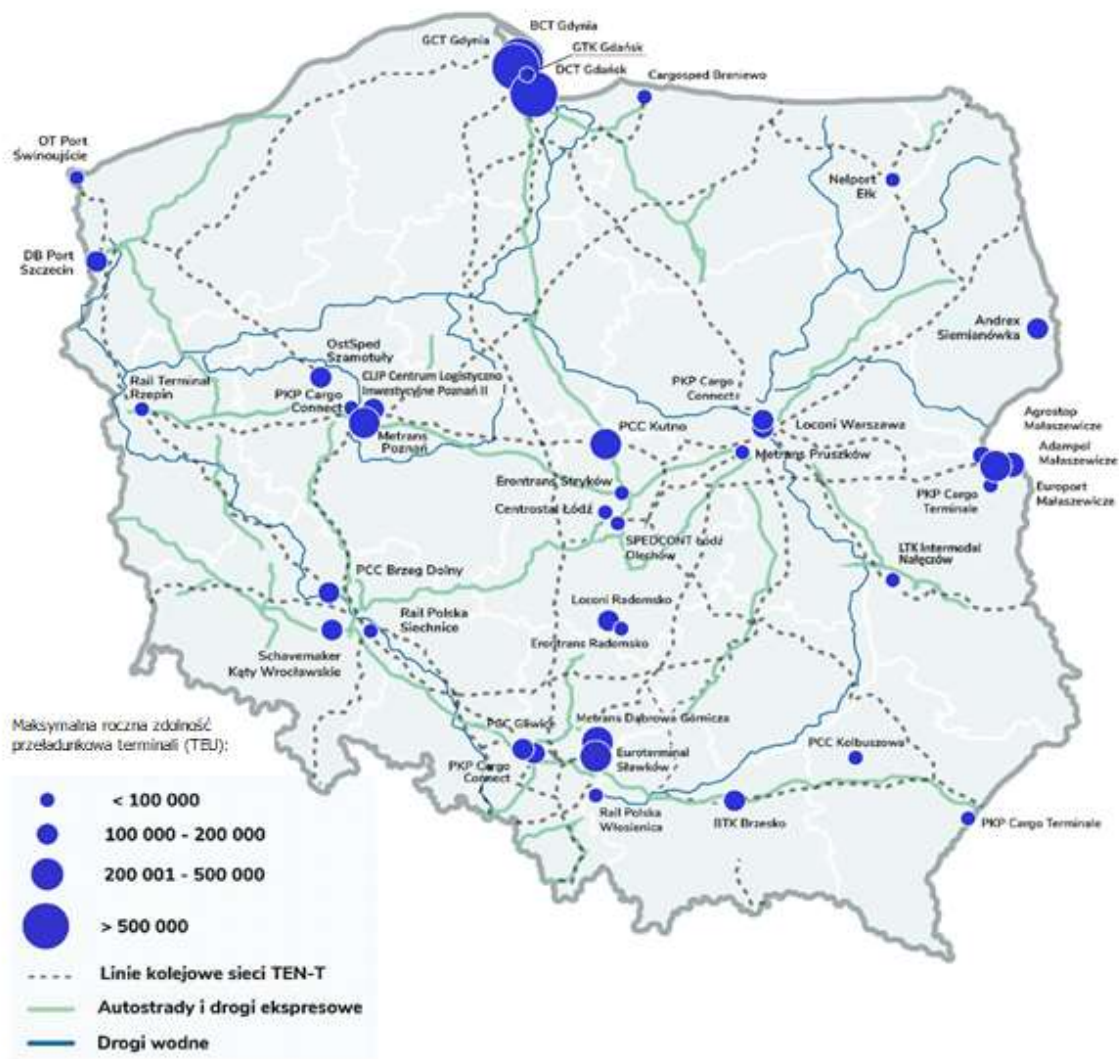 BCT Gdynia
GCT Gdynia
GTK Gdańsk
DCT Gdańsk
Cargosped Braniewo
OT Port
Świnoujście
Nelport
Ełk
DB Port
Szczecin
Andrex
Siemianówka
OstSped
Szamotuły
CLIP Centrum Logistyczno
Inwestycyjne Poznań II
Rail Terminal
Rzepin
PKP Cargo
Connect
Metrans
Poznań
PKP Cargo
Connect
PCC Kutno
Loconi Warszawa
Metrans Pruszków
Agrostop
Małaszewicze
Adampol
Małaszewicze
Europort
Małaszewicze
PKP Cargo
Terminale
Erontrans Stryków
Centrostal Łódź
SPEDCONT Łódź
Olechów
LTK Intermodal
Nałęczów
PCC Brzeg Dolny
Rail Polska
Siechnice
Loconi Radomsko
Erontrans Radomsko
Schavemaker
Kąty Wrocławskie
Metrans Dąbrowa Górnicza
PCC Gliwice
PKP Cargo
Connect
Euroterminal
Sławków
PCC Kolbuszowa
Rail Polska
Włosienica
BTK Brzesko
PKP Cargo Terminale
Maksymalna roczna zdolność
przeładunkowa terminali (TEU):
< 100 000
100 000 - 200 000
200 001 - 500 000
> 500 000
Linie kolejowe sieci TEN-T
Autostrady i drogi ekspresowe
Drogi wodne